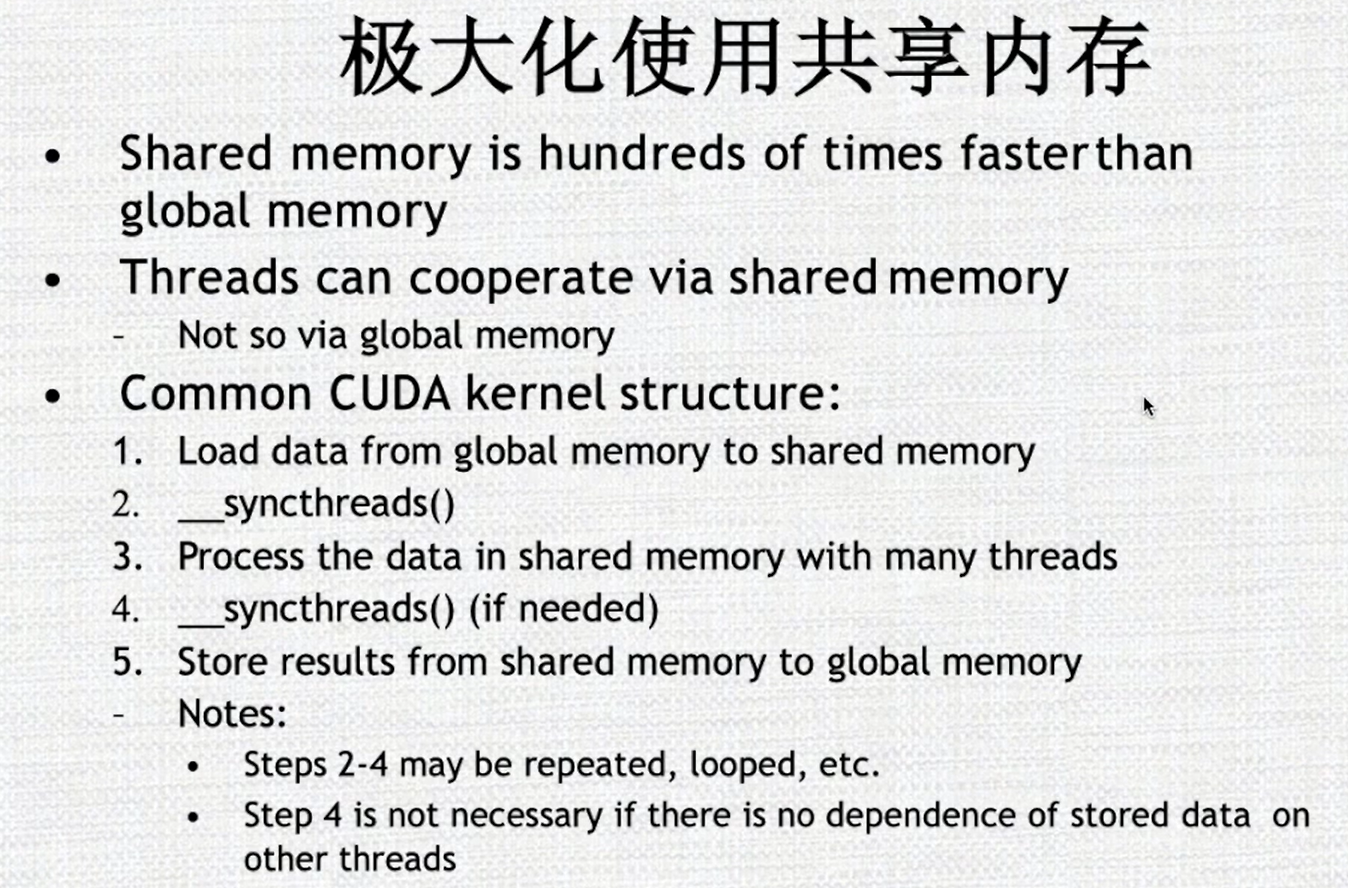 极大化使用共享内存
• Shared memory is hundreds of times faster than
global memory
• Threads can cooperate via shared memory
- Not so via global memory
• Common CUDA kernel structure:
1. Load data from global memory to shared memory
2. __syncthreads()
3. Process the data in shared memory with many threads
4. __syncthreads() (if needed)
5. Store results from shared memory to global memory
- Notes:
• Steps 2-4 may be repeated, looped, etc.
• Step 4 is not necessary if there is no dependence of stored data on
other threads